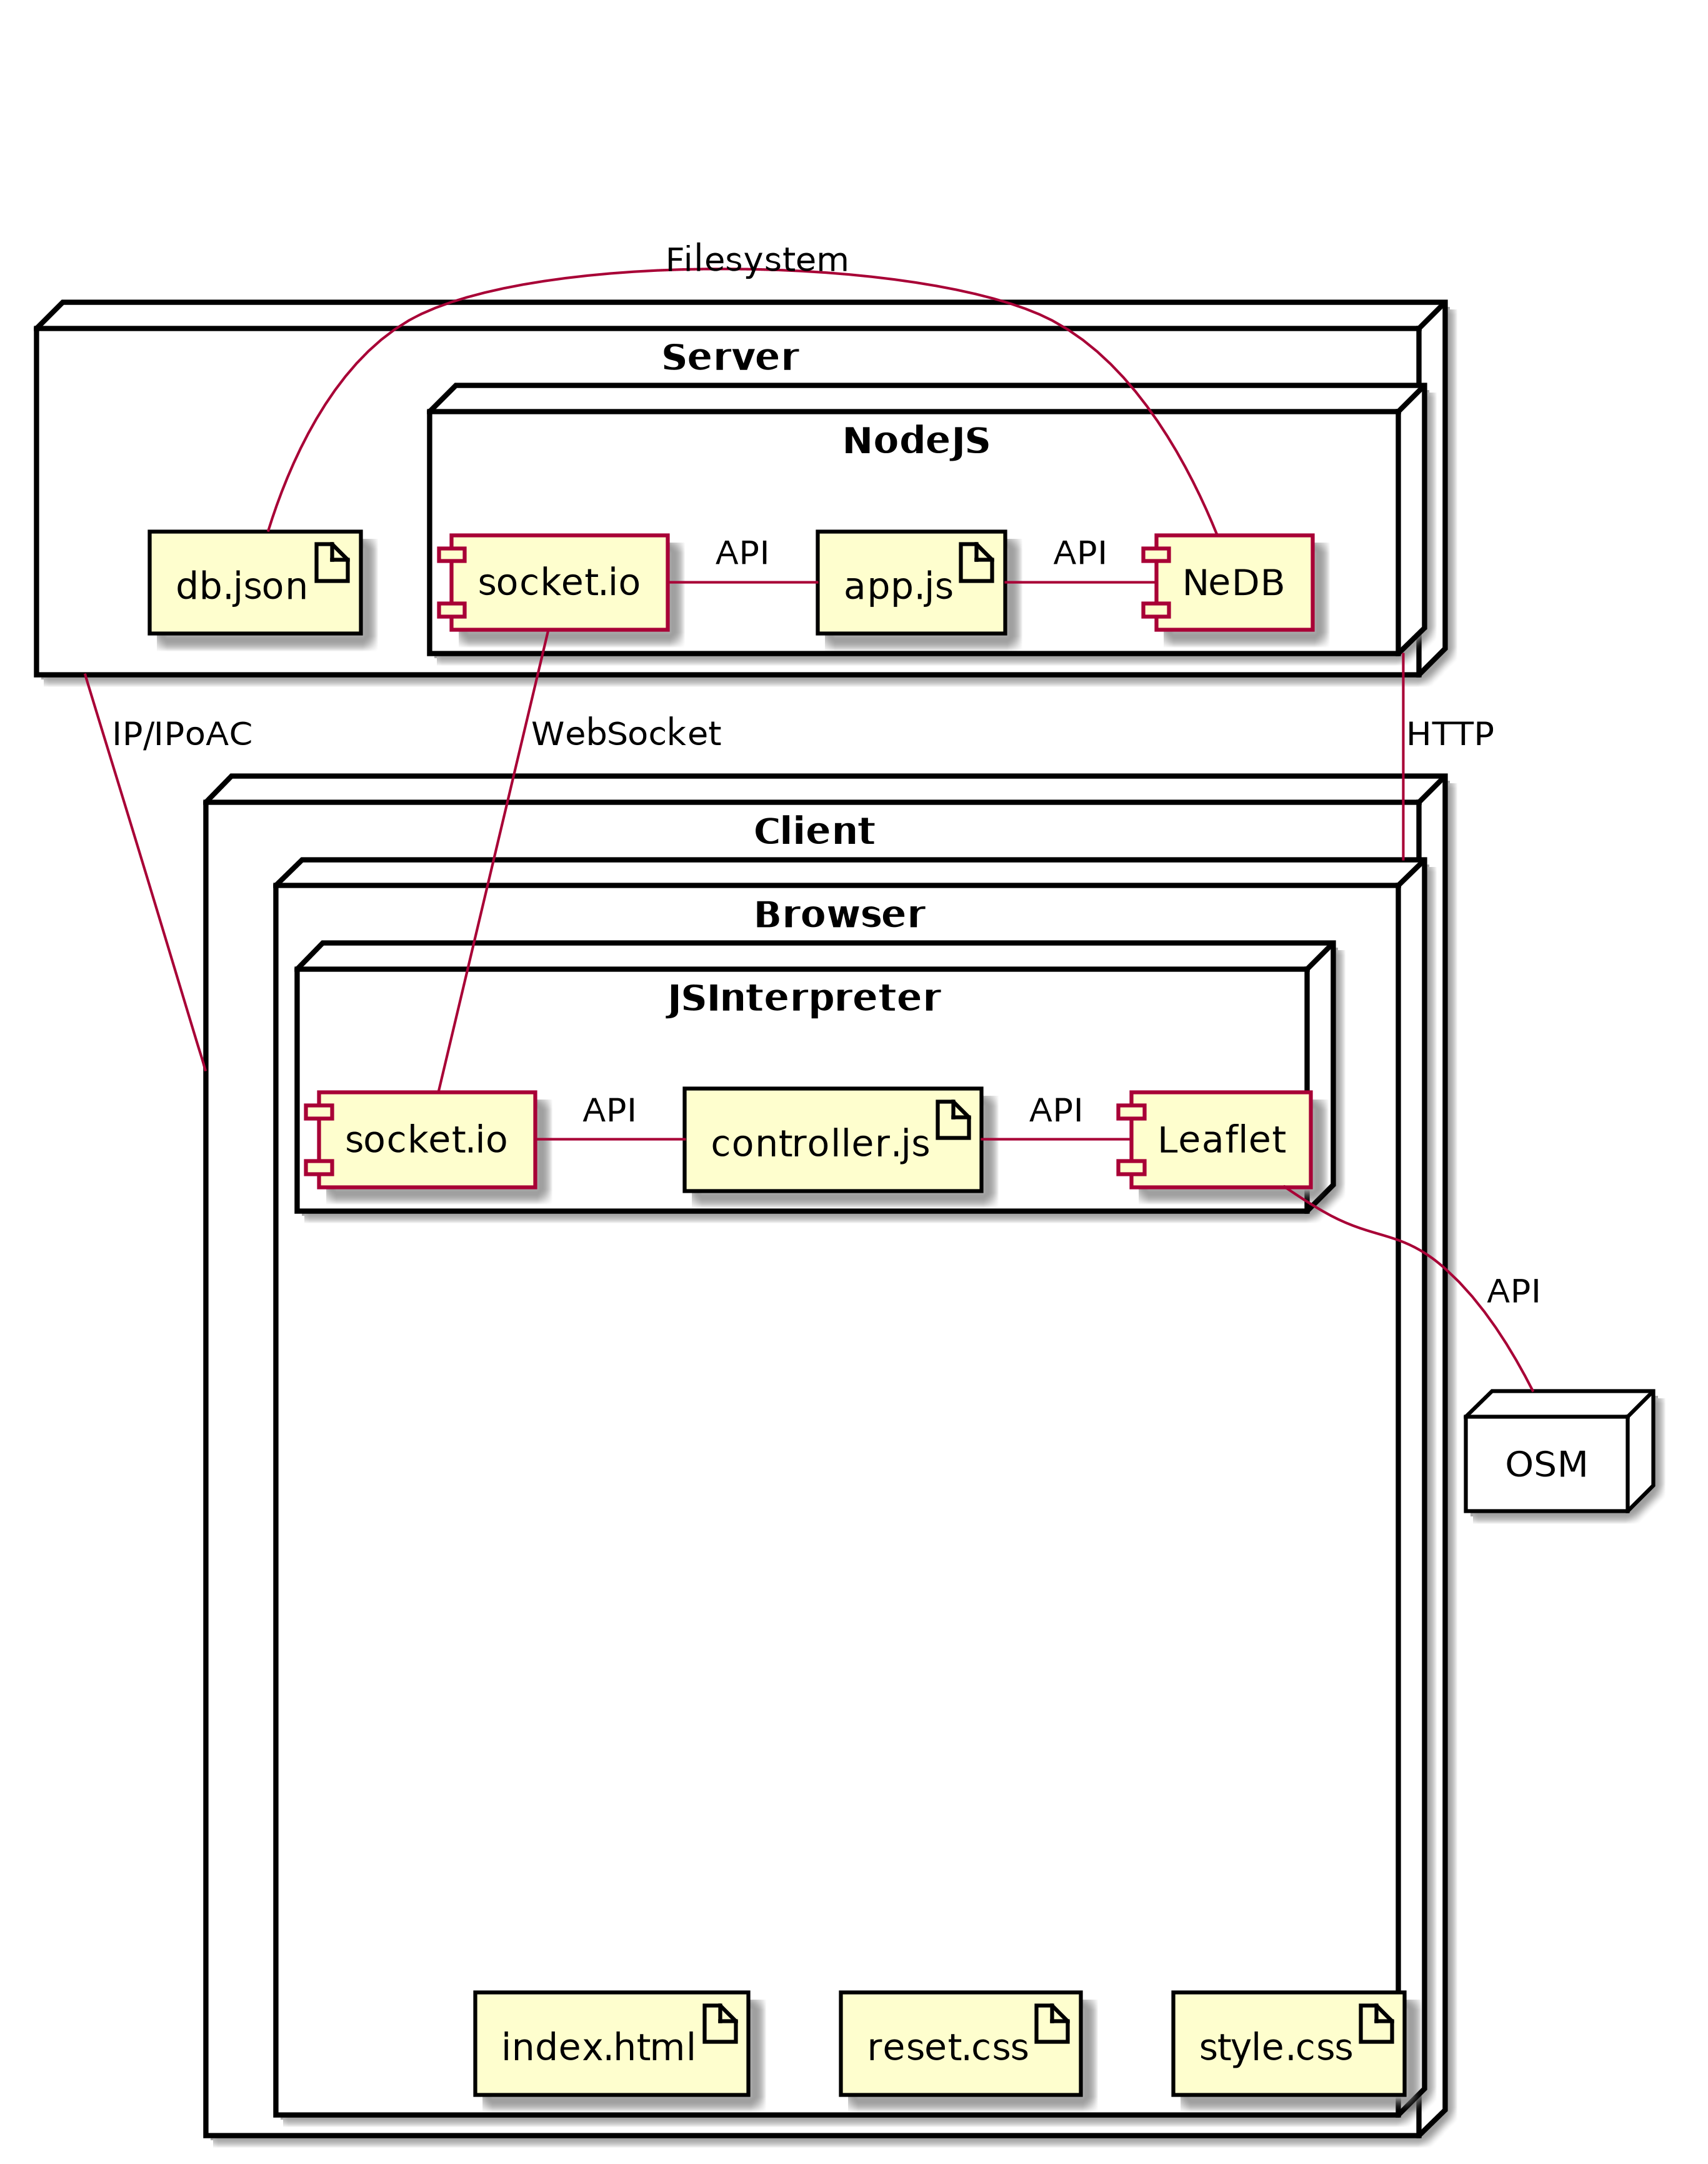 Filesystem
Server
NodeJS
db.json
socket.io
API
app.js
API
NeDB
IP/IPoAC
WebSocket
HTTP
Client
Browser
JSInterpreter
socket.io
API
controller.js
API
Leaflet
API
OSM
index.html
reset.css
style.css